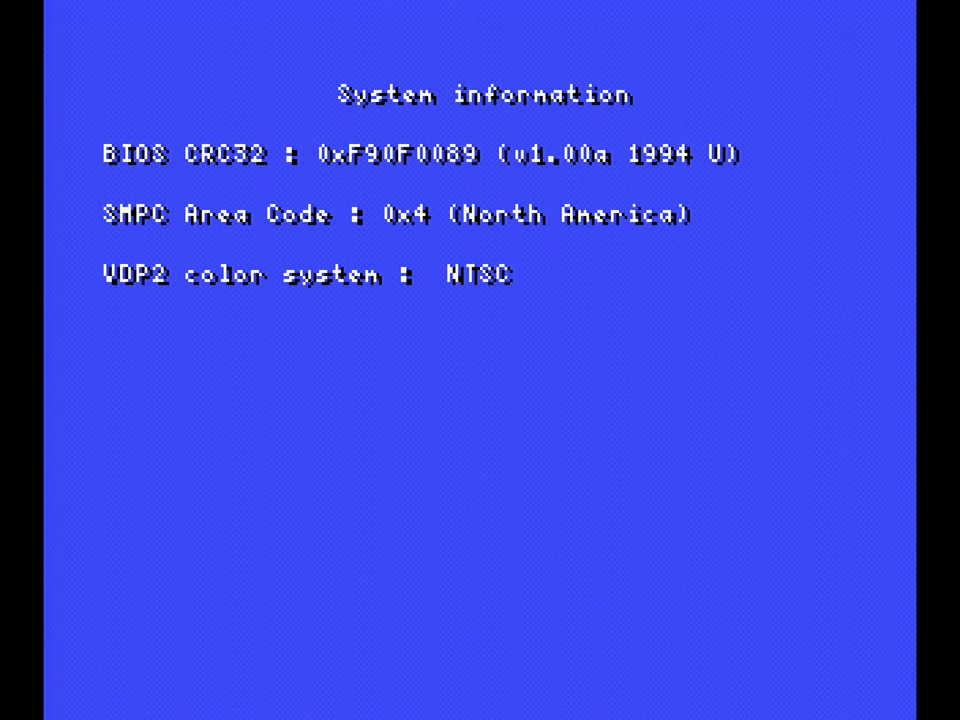 System information
BIOS CRC32 : 0xF90F0089 (v1.00a 1994 U)
SMPC Area Code : 0x4 (North America)
VDP2 color system :  NTSC